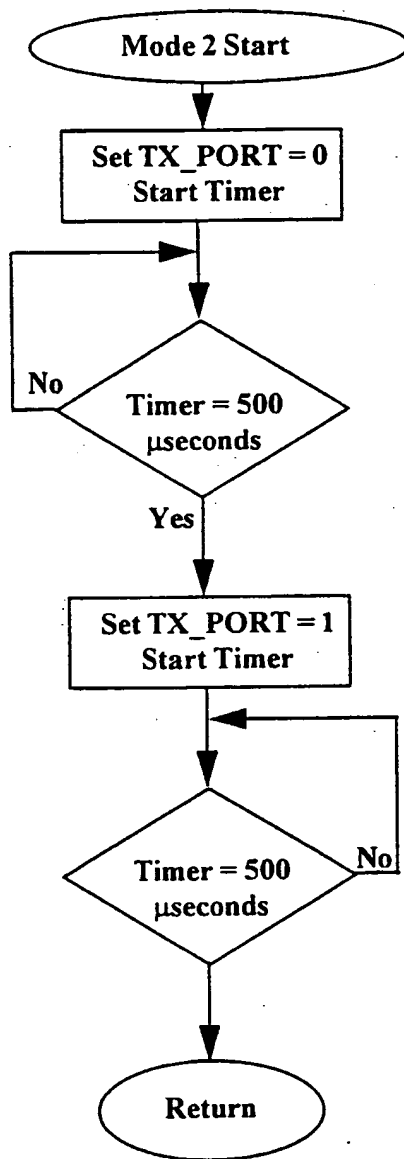 Mode 2 Start
Set TX_PORT = 0
Start Timer
No
Timer = 500
μseconds
Yes
Set TX_PORT = 1
Start Timer
Timer = 500
μseconds
No
Return